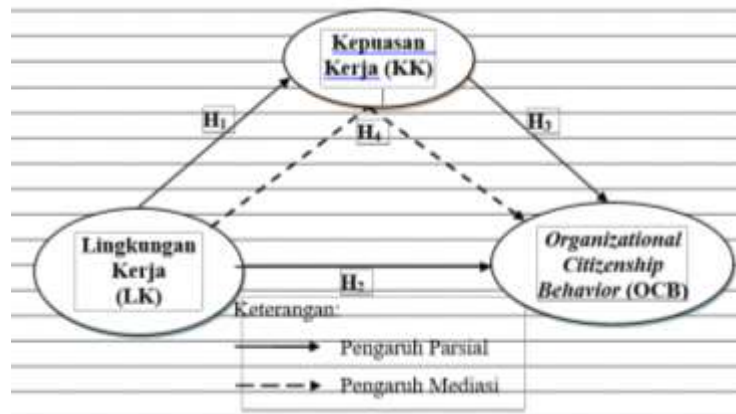 Kepuasan
Kerja (KK)
H1
H3
H4
Lingkungan
Kerja
(LK)
Organizational
Citizenship
Behavior (OCB)
H2
Keterangan:
Pengaruh Parsial
Pengaruh Mediasi